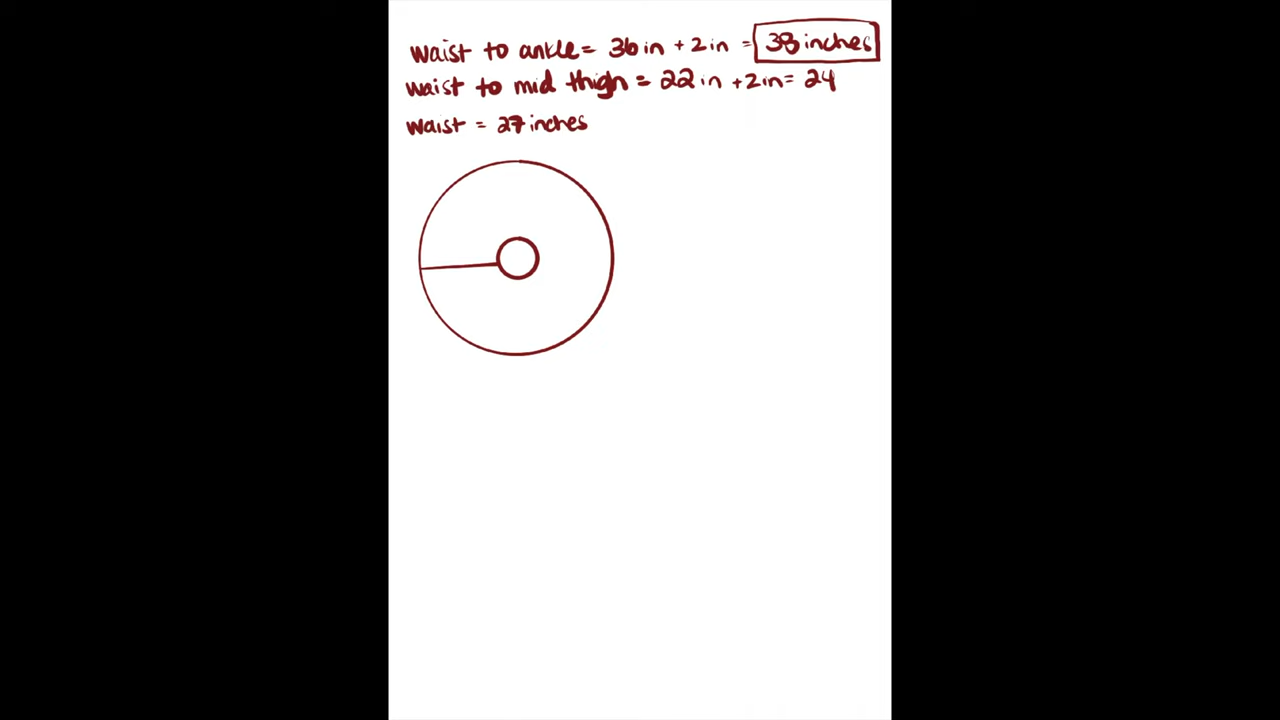 waist to ankle = 36 in + 2 in = 38 inches
waist to mid thigh = 22 in + 2 in = 24
waist = 27 inches